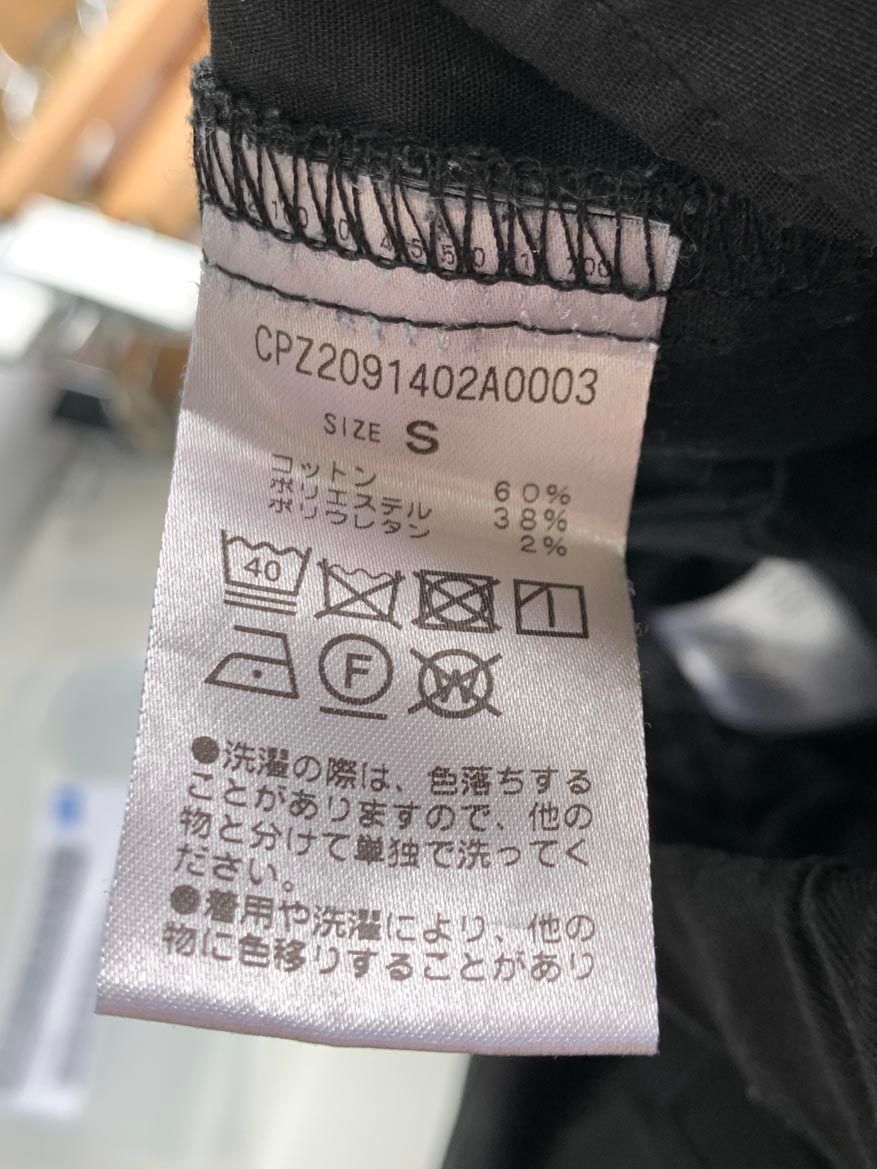 CPZ2091402A0003
SIZE S
コットン 60%
ポリエステル 38%
ポリウレタン 2%
40
F
W
●洗濯の際は、色落ちする
ことがありますので、他の
物と分けて単独で洗ってく
ださい。
●着用や洗濯により、他の
物に色移りすることがあり